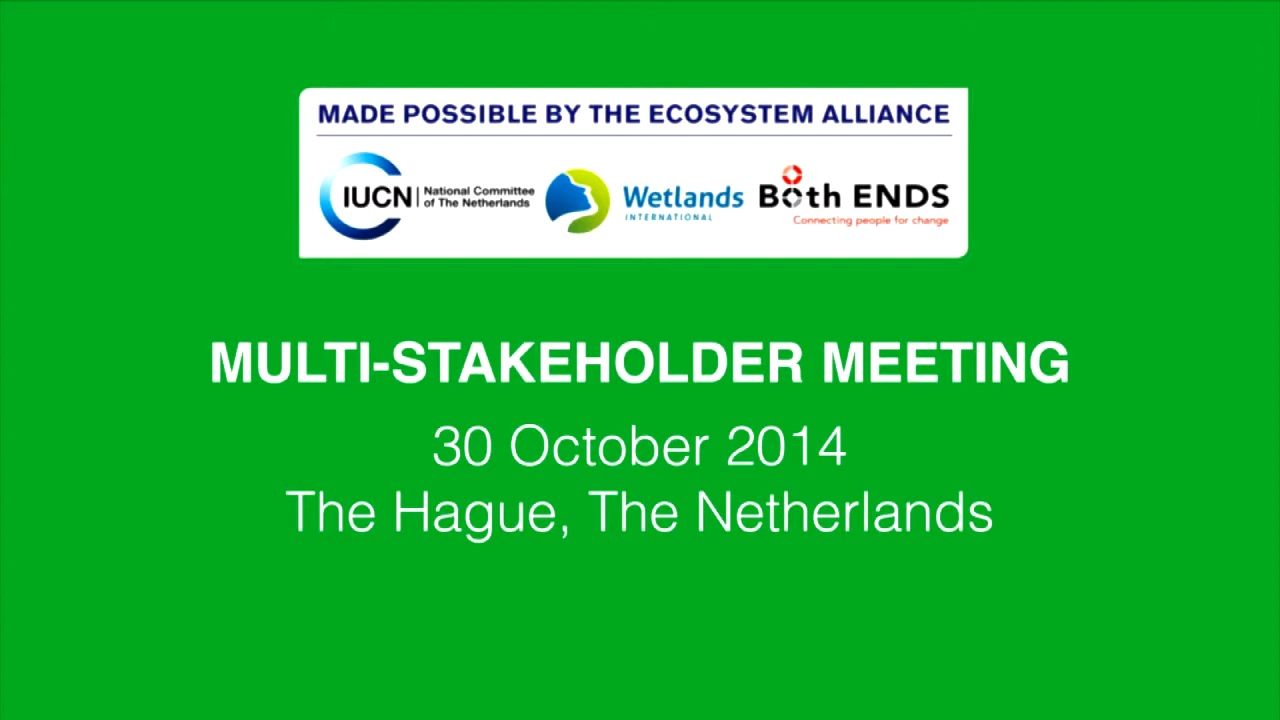 MADE POSSIBLE BY THE ECOSYSTEM ALLIANCE
IUCN National Committee
of The Netherlands
Wetlands
INTERNATIONAL
Both ENDS
Connecting people for change
MULTI-STAKEHOLDER MEETING
30 October 2014
The Hague, The Netherlands